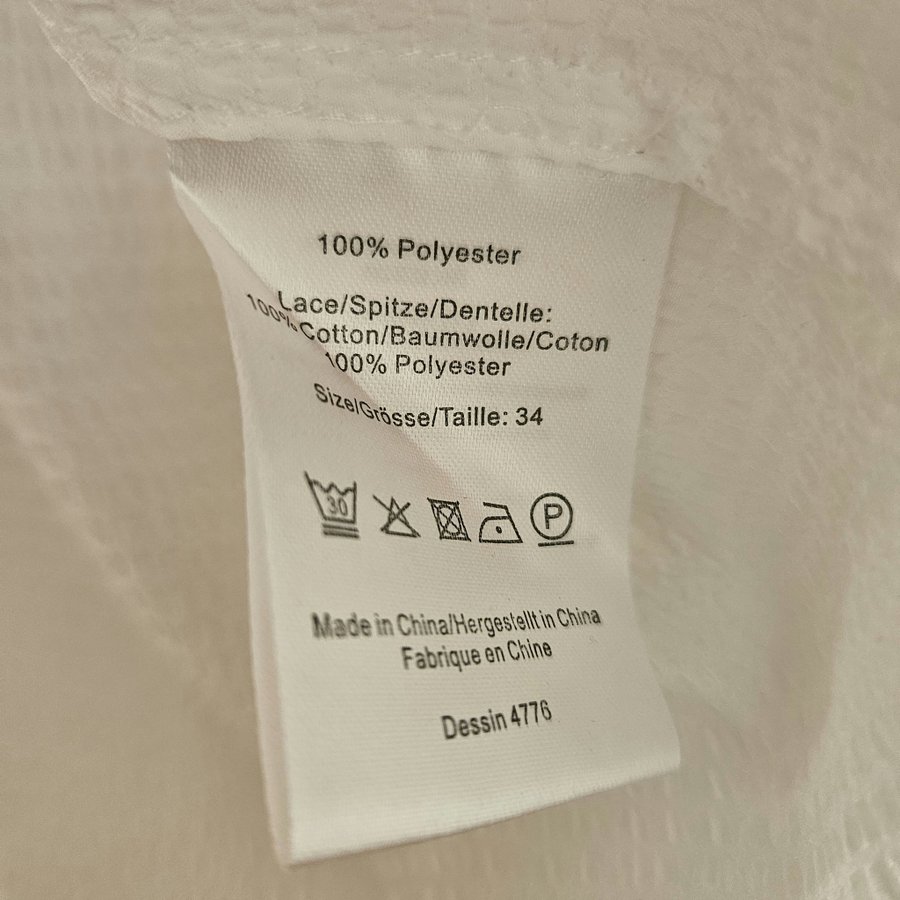 100% Polyester
Lace/Spitze/Dentelle:
100% Cotton/Baumwolle/Coton
100% Polyester
Size/Grösse/Taille: 34
30 P
Made in China/Hergestellt in China
Fabrique en Chine
Dessin 4776